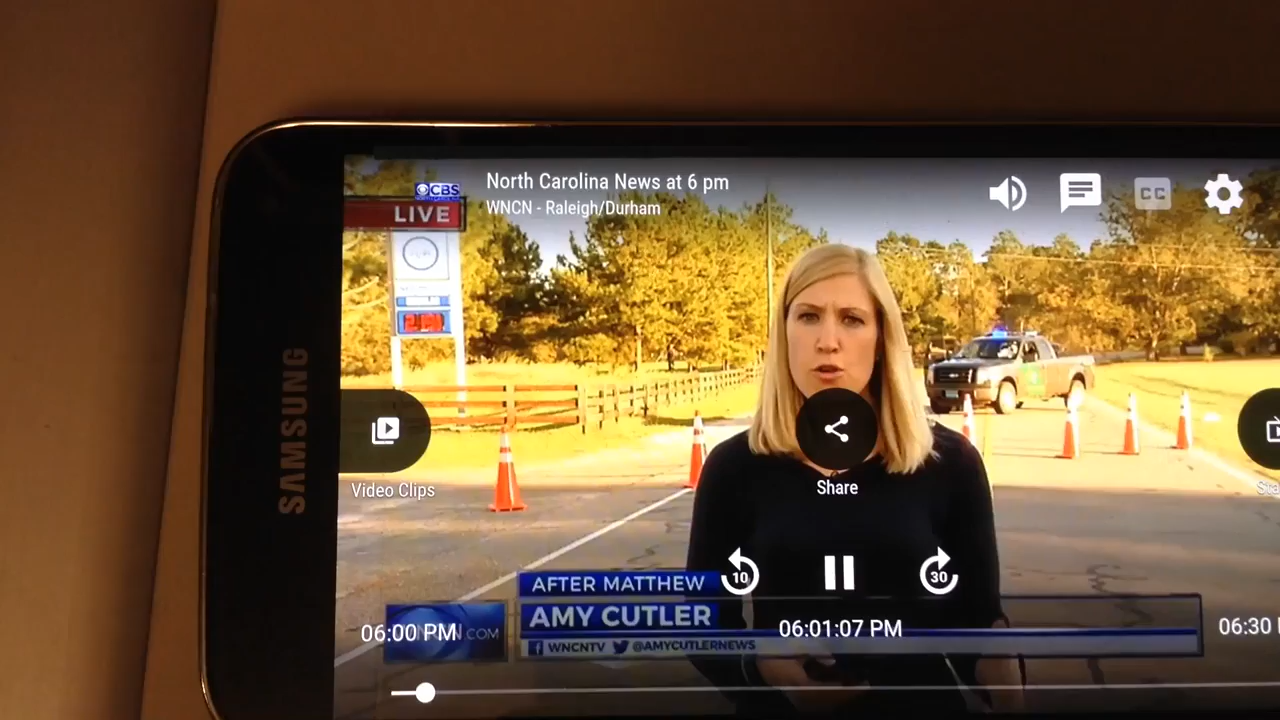 SAMSUNG
CBS
LIVE
North Carolina News at 6 pm
WNCN - Raleigh/Durham
CC
Video Clips
Share
10
30
AFTER MATTHEW
AMY CUTLER
WNCNTV @AMYCUTLERNEWS
.COM
06:00 PM
06:01:07 PM
06:30